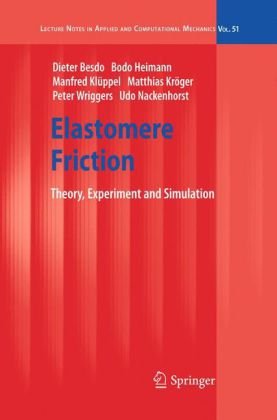 LECTURE NOTES IN APPLIED AND COMPUTATIONAL MECHANICS VOL. 51
Dieter Besdo Bodo Heimann
Manfred Klüppel Matthias Kröger
Peter Wriggers Udo Nackenhorst
Elastomere
Friction
Theory, Experiment and Simulation
Springer